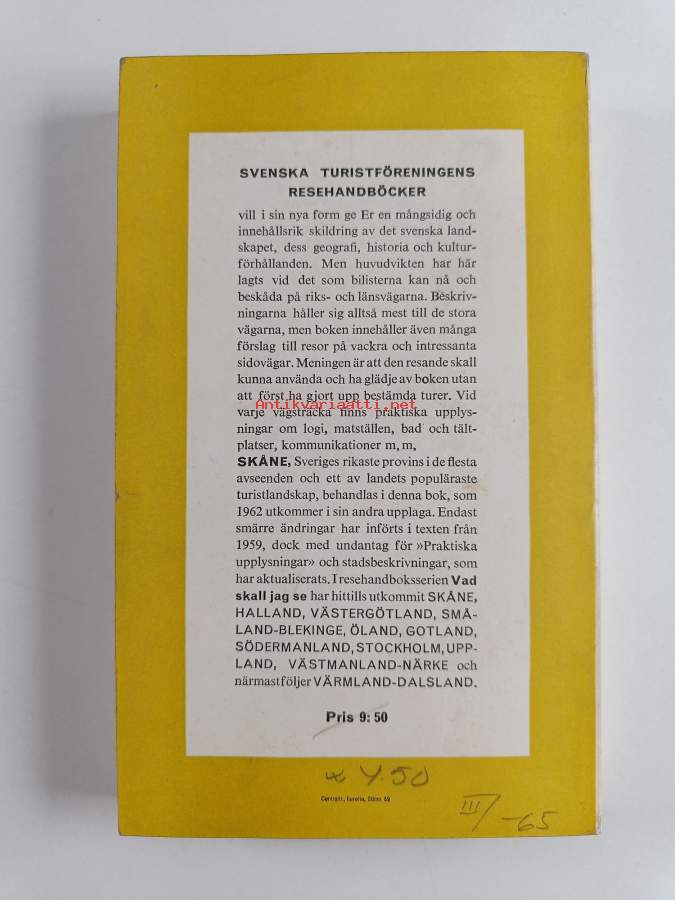 SVENSKA TURISTFÖRENINGENS
RESEHANDBÖCKER
vill i sin nya form ge Er en mångsidig och
innehållsrik skildring av det svenska land-
skapet, dess geografi, historia och kultur-
förhållanden. Men huvudvikten har här
lagts vid det som bilisterna kan nå och
beskåda på riks- och länsvägarna. Beskriv-
ningarna håller sig alltså mest till de stora
vägarna, men boken innehåller även många
förslag till resor på vackra och intressanta
sidovägar. Meningen är att den resande skall
kunna använda och ha glädje av boken utan
att först ha gjort upp bestämda turer. Vid
Antikvariaatti.net
varje vägsträcka finns praktiska upplys-
ningar om logi, matställen, bad och tält-
platser, kommunikationer m, m,
SKÅNE, Sveriges rikaste provins i de flesta
avseenden och ett av landets populäraste
turistlandskap, behandlas i denna bok, som
1962 utkommer i sin andra upplaga. Endast
smärre ändringar har införts i texten från
1959, dock med undantag för »Praktiska
upplysningar» och stadsbeskrivningar, som
har aktualiserats. I resehandboksserien Vad
skall jag se har hittills utkommit SKÅNE,
HALLAND, VÄSTERGÖTLAND, SMÅ-
LAND-BLEKINGE, ÖLAND, GOTLAND,
SÖDERMANLAND, STOCKHOLM, UPP-
LAND, VÄSTMANLAND-NÄRKE och
närmast följer VÄRMLAND-DALSLAND.
Pris 9:50
4.50
III/-65